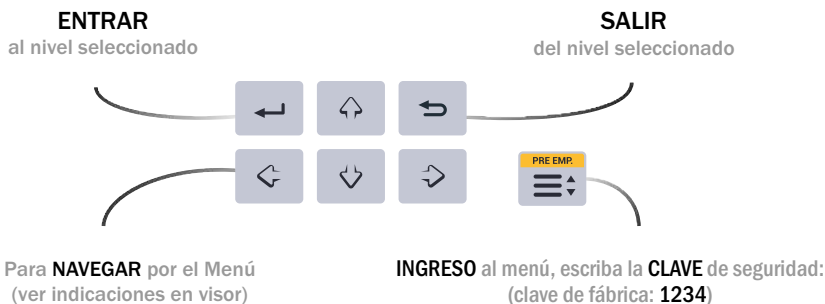 ENTRAR
al nivel seleccionado
SALIR
del nivel seleccionado
PRE EMP.
Para NAVEGAR por el Menú
(ver indicaciones en visor)
INGRESO al menú, escriba la CLAVE de seguridad:
(clave de fábrica: 1234)